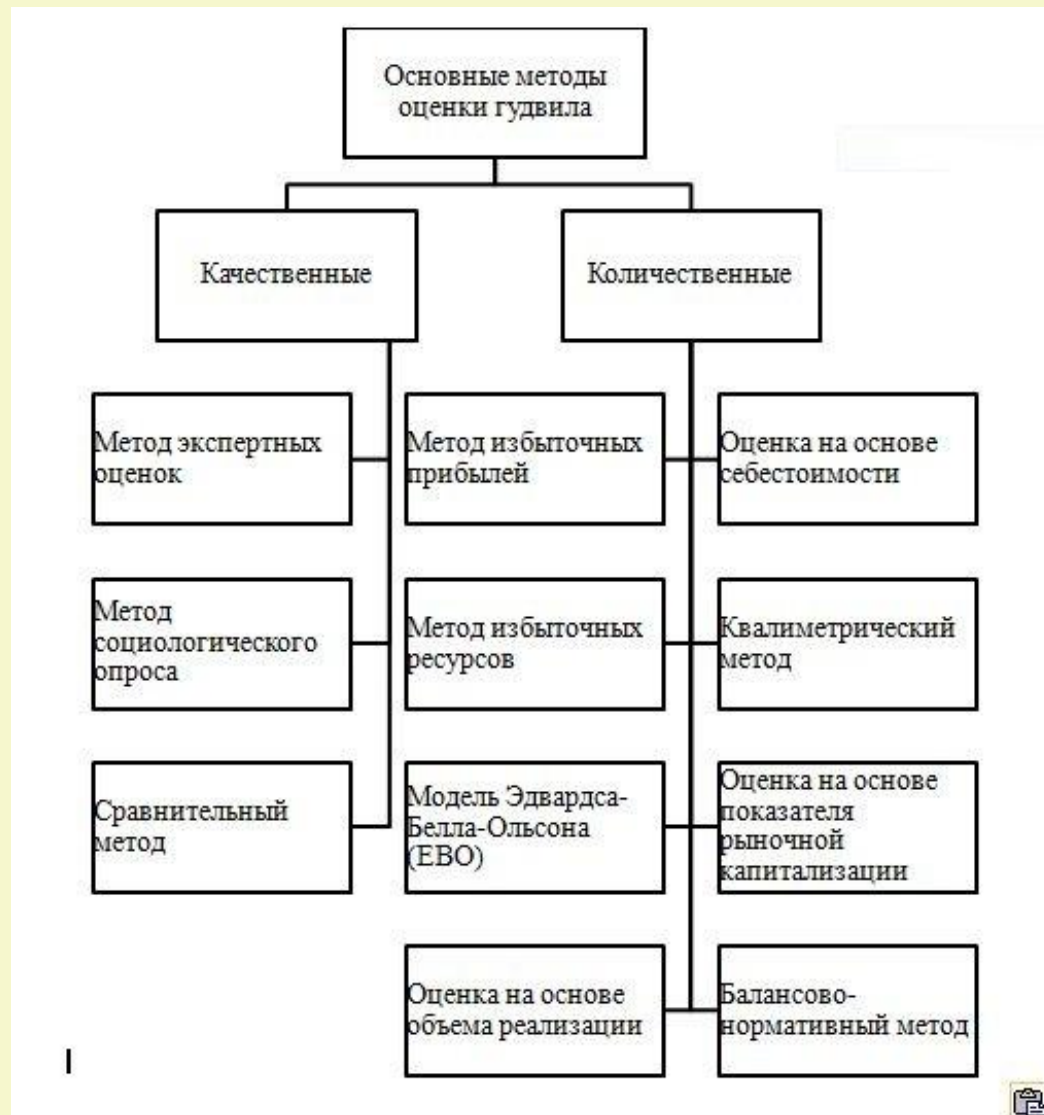 Основные методы
оценки гудвила
Качественные
Количественные
Метод экспертных
оценок
Метод избыточных
прибылей
Оценка на основе
себестоимости
Метод
социологического
опроса
Метод избыточных
ресурсов
Квалиметрический
метод
Сравнительный
метод
Модель Эдвардса-
Белла-Ольсона
(ЕВО)
Оценка на основе
показателя
рыночной
капитализации
Оценка на основе
объема реализации
Балансово-
нормативный метод